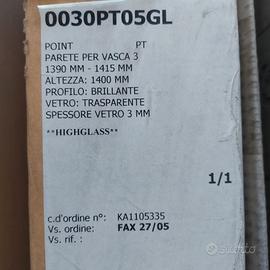 0030PT05GL
POINT PT
PARETE PER VASCA 3
1390 MM - 1415 MM
ALTEZZA: 1400 MM
PROFILO: BRILLANTE
VETRO: TRASPARENTE
SPESSORE VETRO 3 MM
**HIGHGLASS**
1/1
c.d'ordine n°: KA1105335
Vs. ordine: FAX 27/05
Vs. rif. :
subito